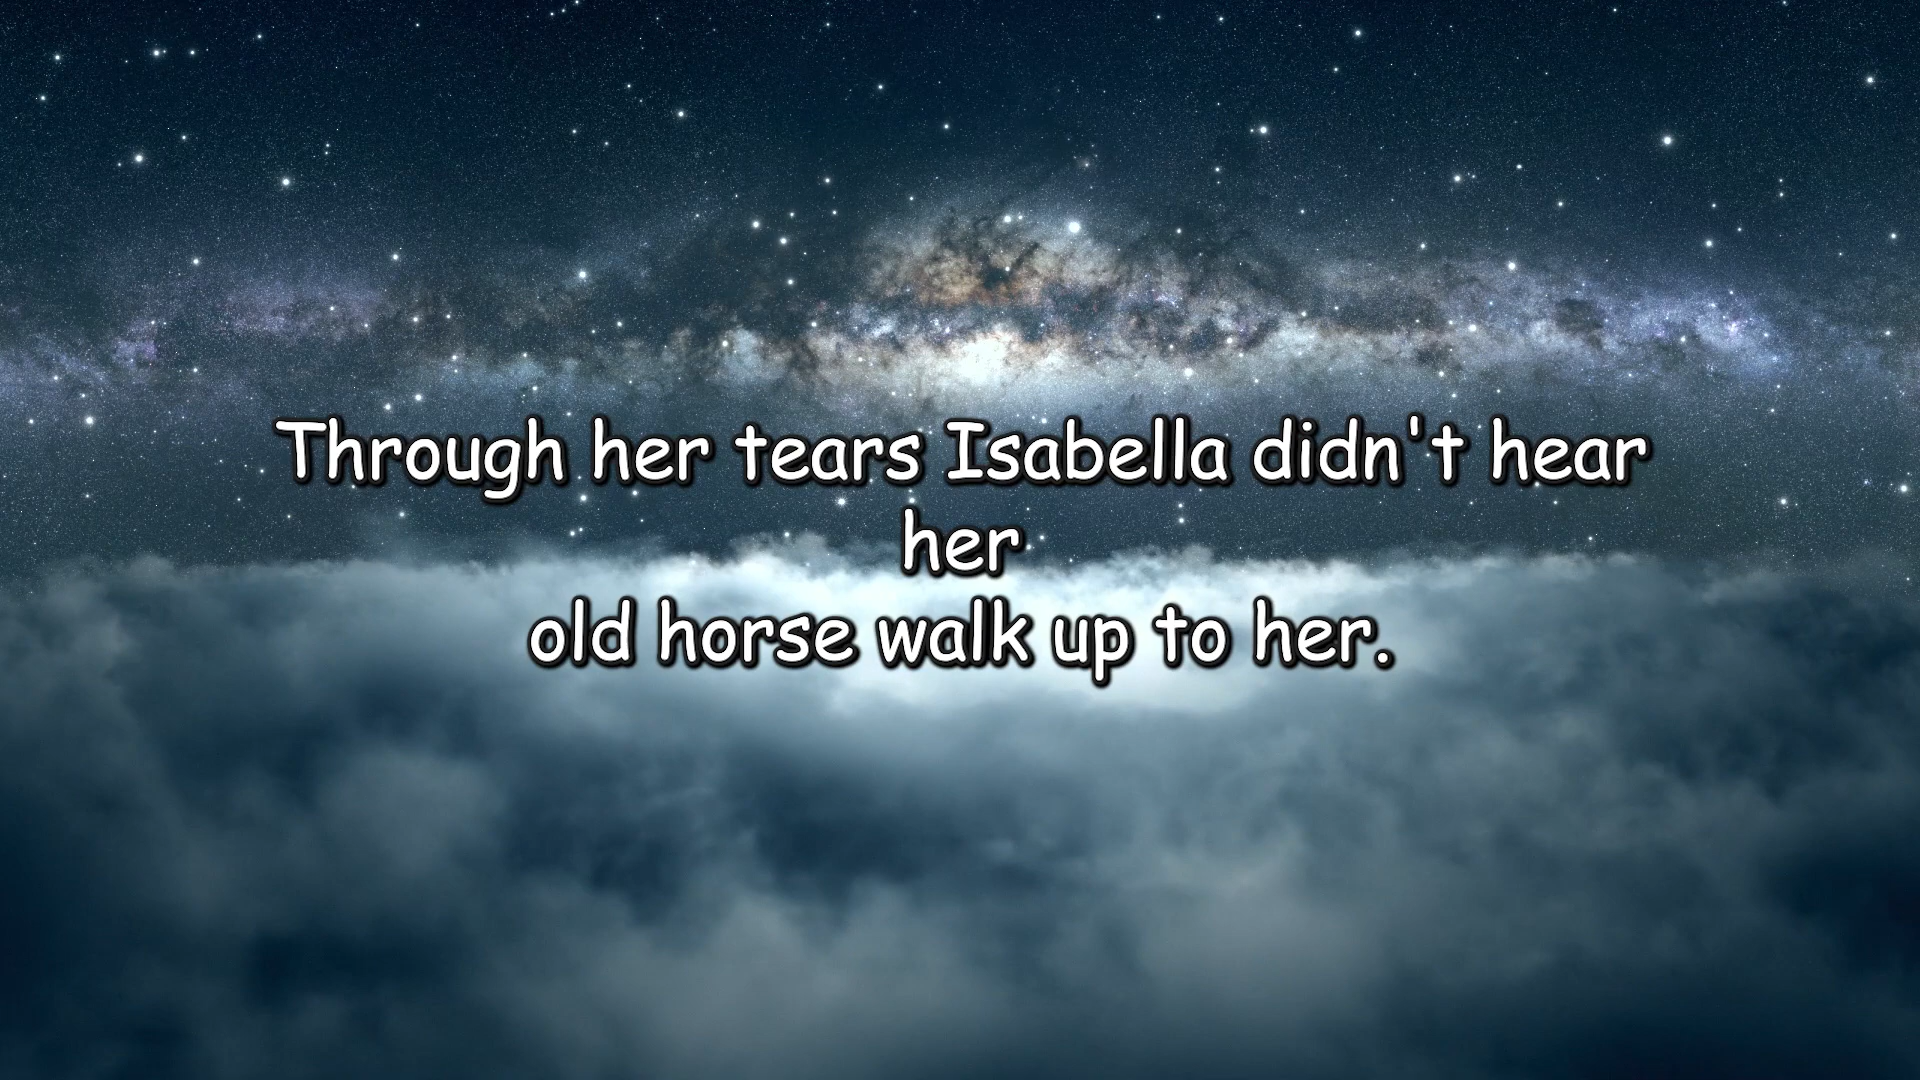 Through her tears Isabella didn't hear
her
old horse walk up to her.